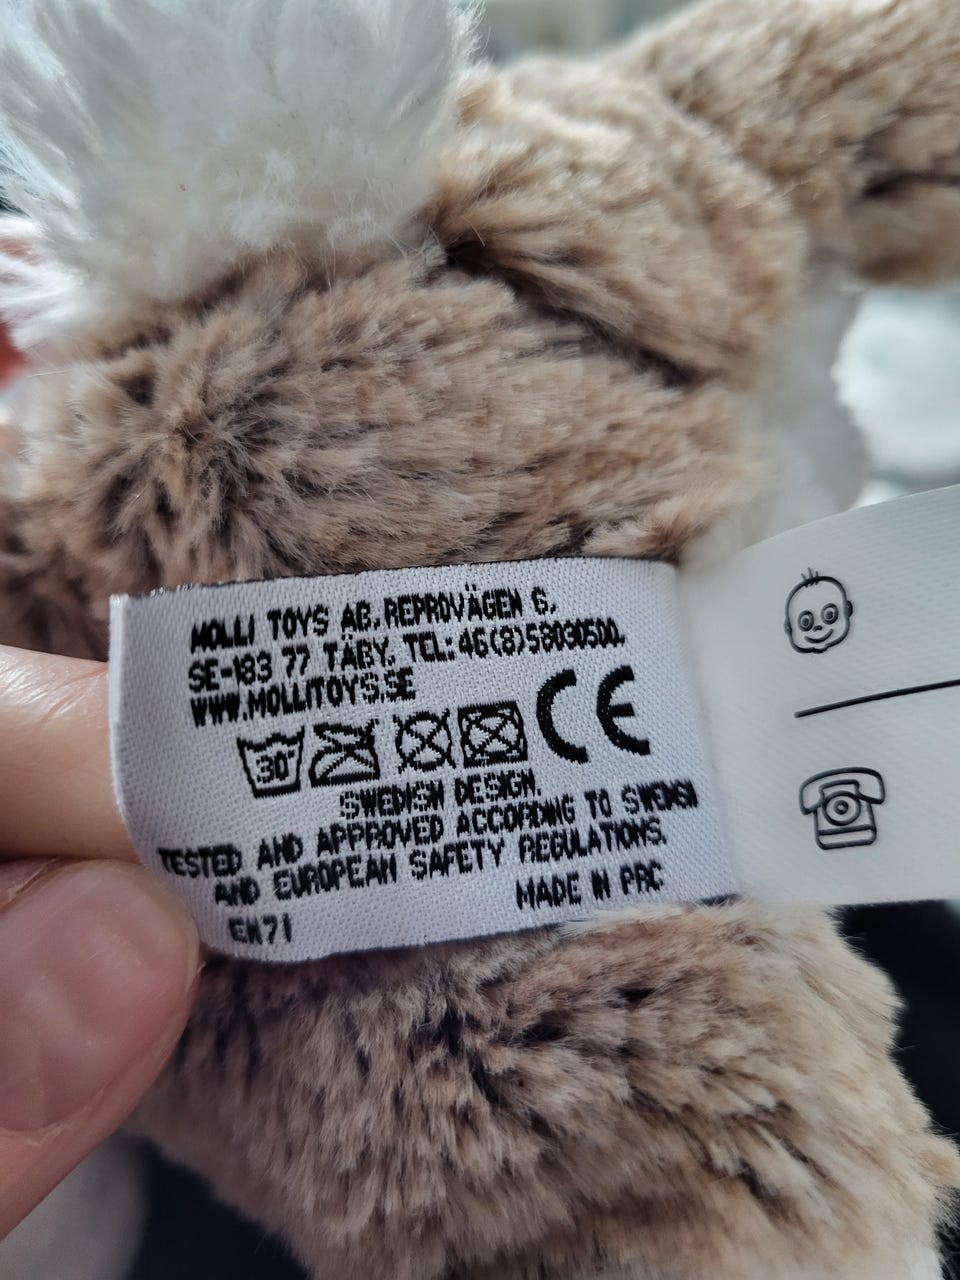 MOLLI TOYS AB, REPROVÄGEN 6,
SE-183 77 TÄBY. TEL:46(8)58030500.
WWW.MOLLITOYS.SE
30°
CE
SWEDISH DESIGN.
TESTED AND APPROVED ACCORDING TO SWEDISH
AND EUROPEAN SAFETY REGULATIONS.
MADE IN PRC
EN71